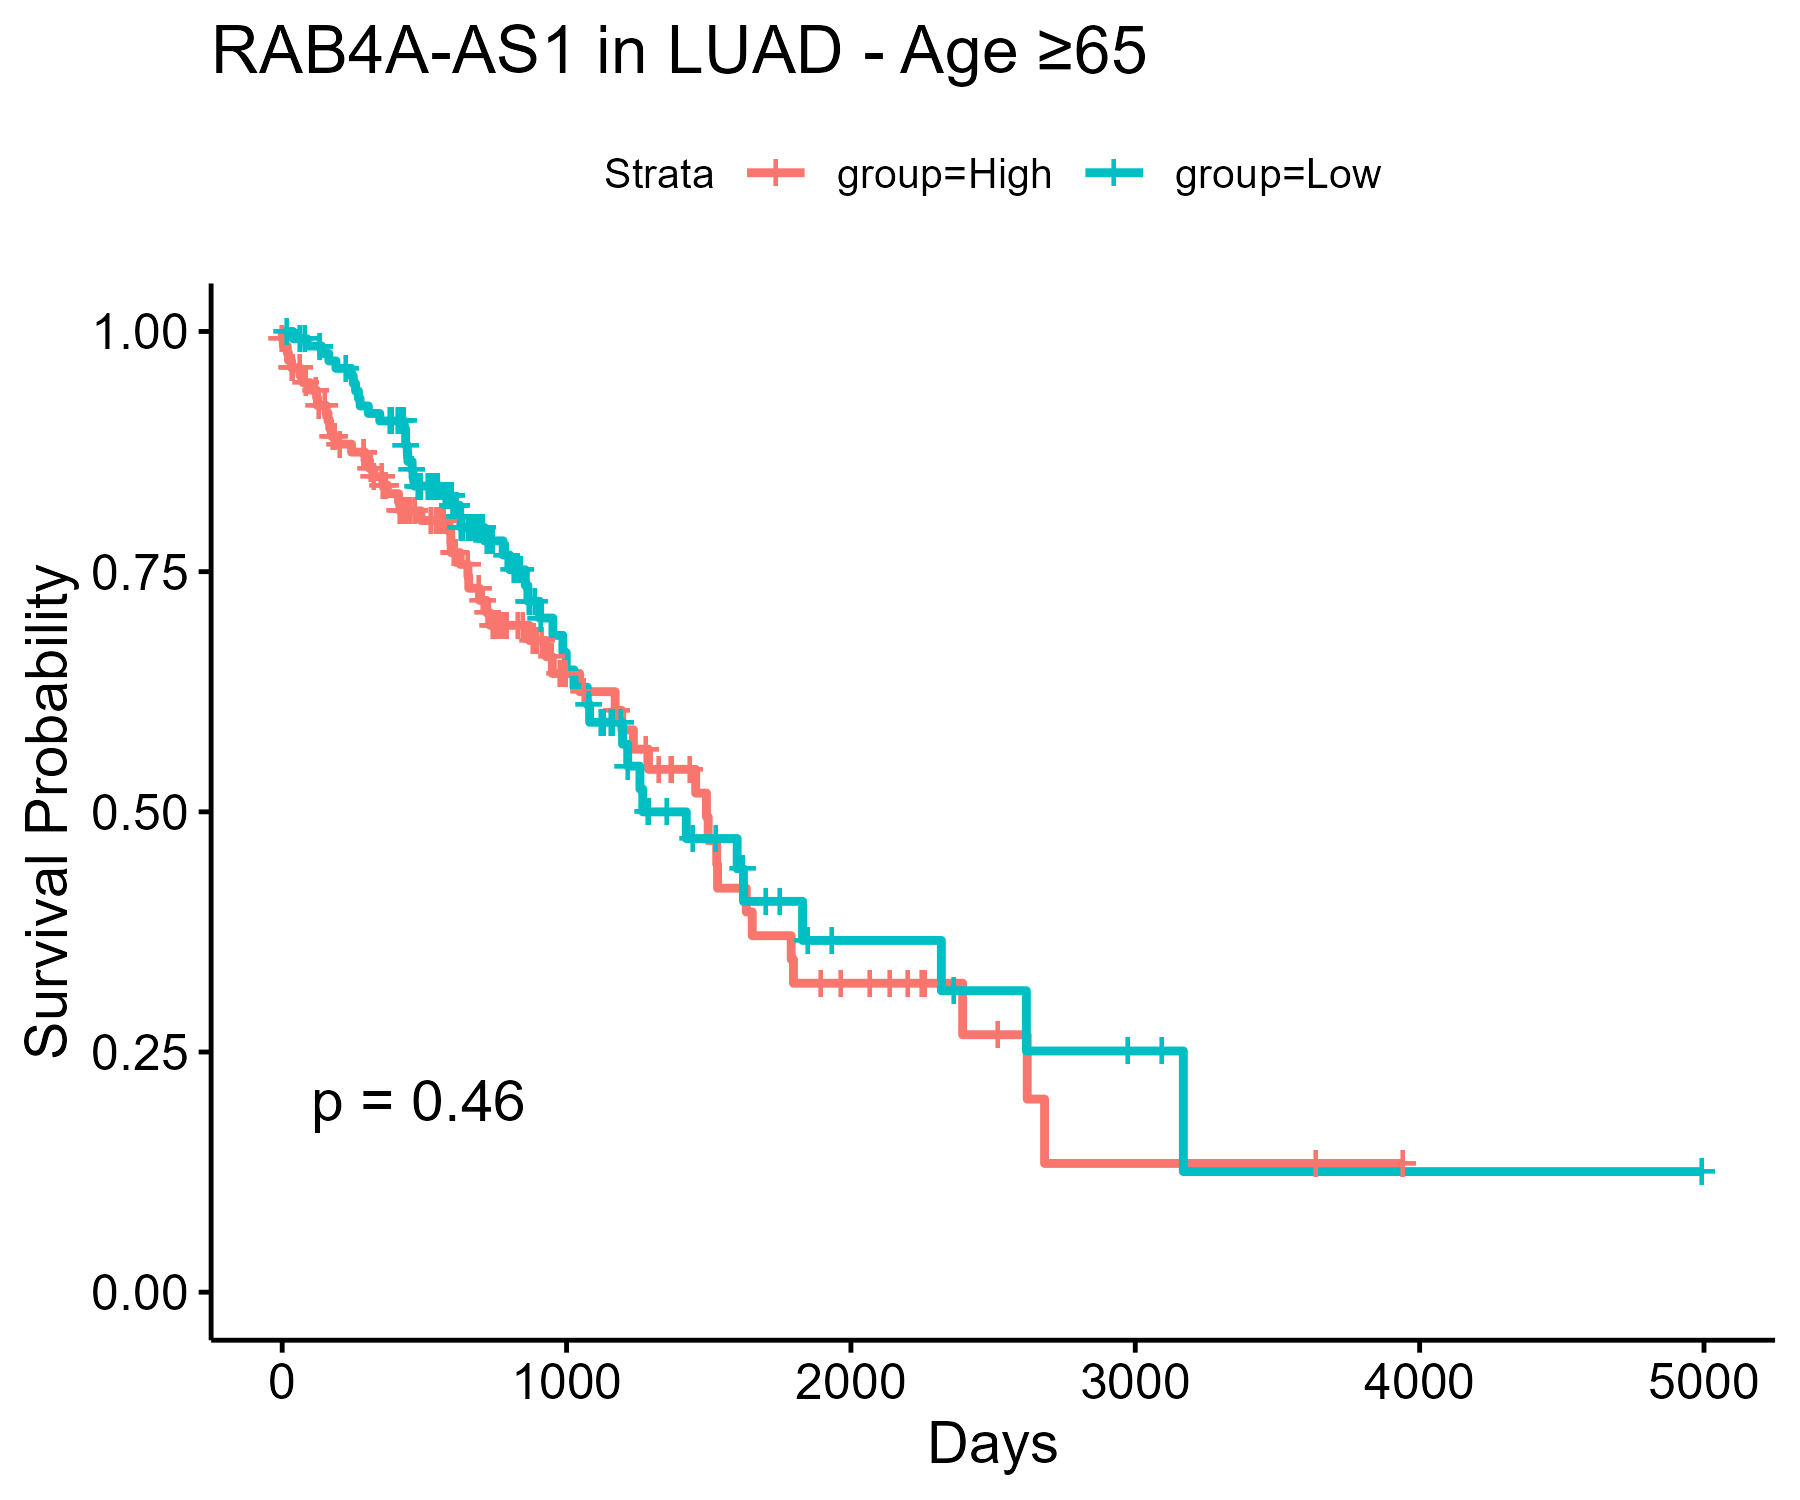 RAB4A-AS1 in LUAD - Age ≥65
Strata group=High group=Low
1.00
0.75
0.50
0.25
0.00
Survival Probability
p = 0.46
0 1000 2000 3000 4000 5000
Days